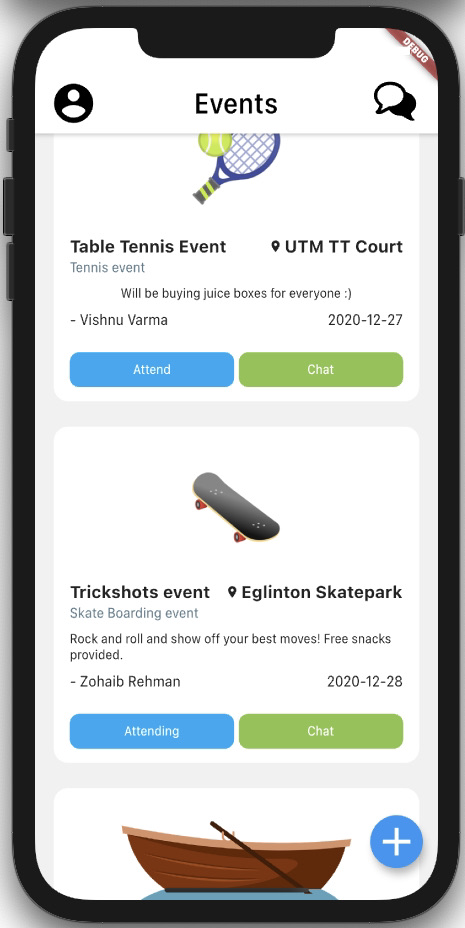 DEBUG
Events
Table Tennis Event
UTM TT Court
Tennis event
Will be buying juice boxes for everyone :)
- Vishnu Varma
2020-12-27
Attend
Chat
Trickshots event
Eglinton Skatepark
Skate Boarding event
Rock and roll and show off your best moves! Free snacks
provided.
- Zohaib Rehman
2020-12-28
Attending
Chat